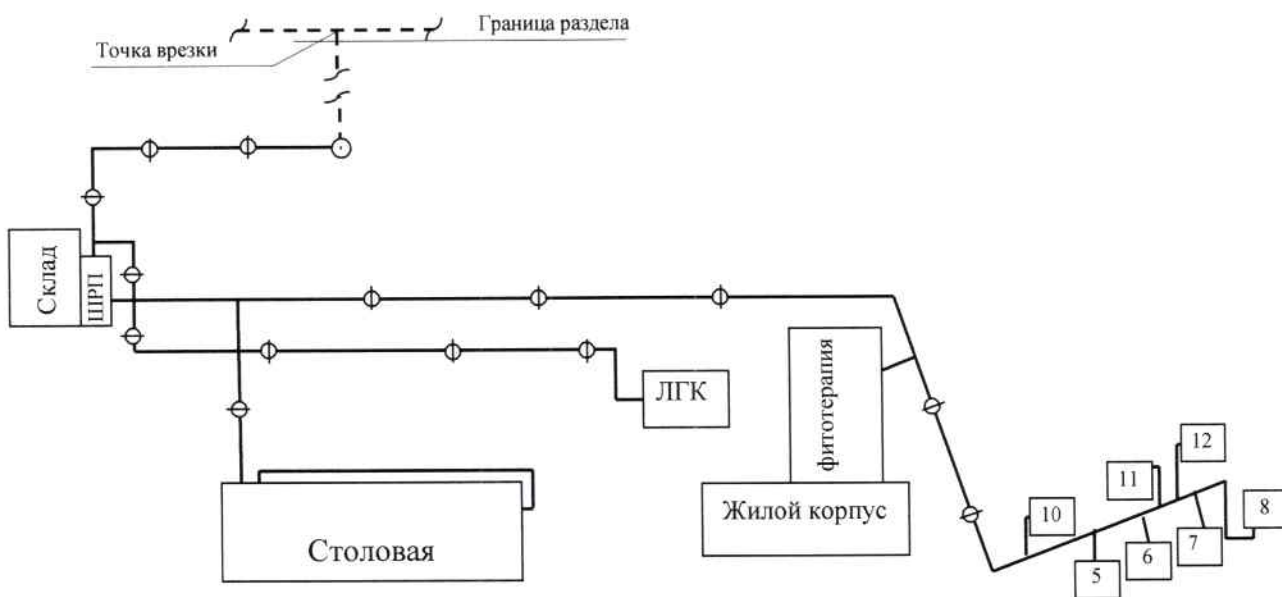 Граница раздела
Точка врезки
Склад
ШРП
ЛГК
фитотерапия
Жилой корпус
Столовая
12
11
10
8
7
6
5